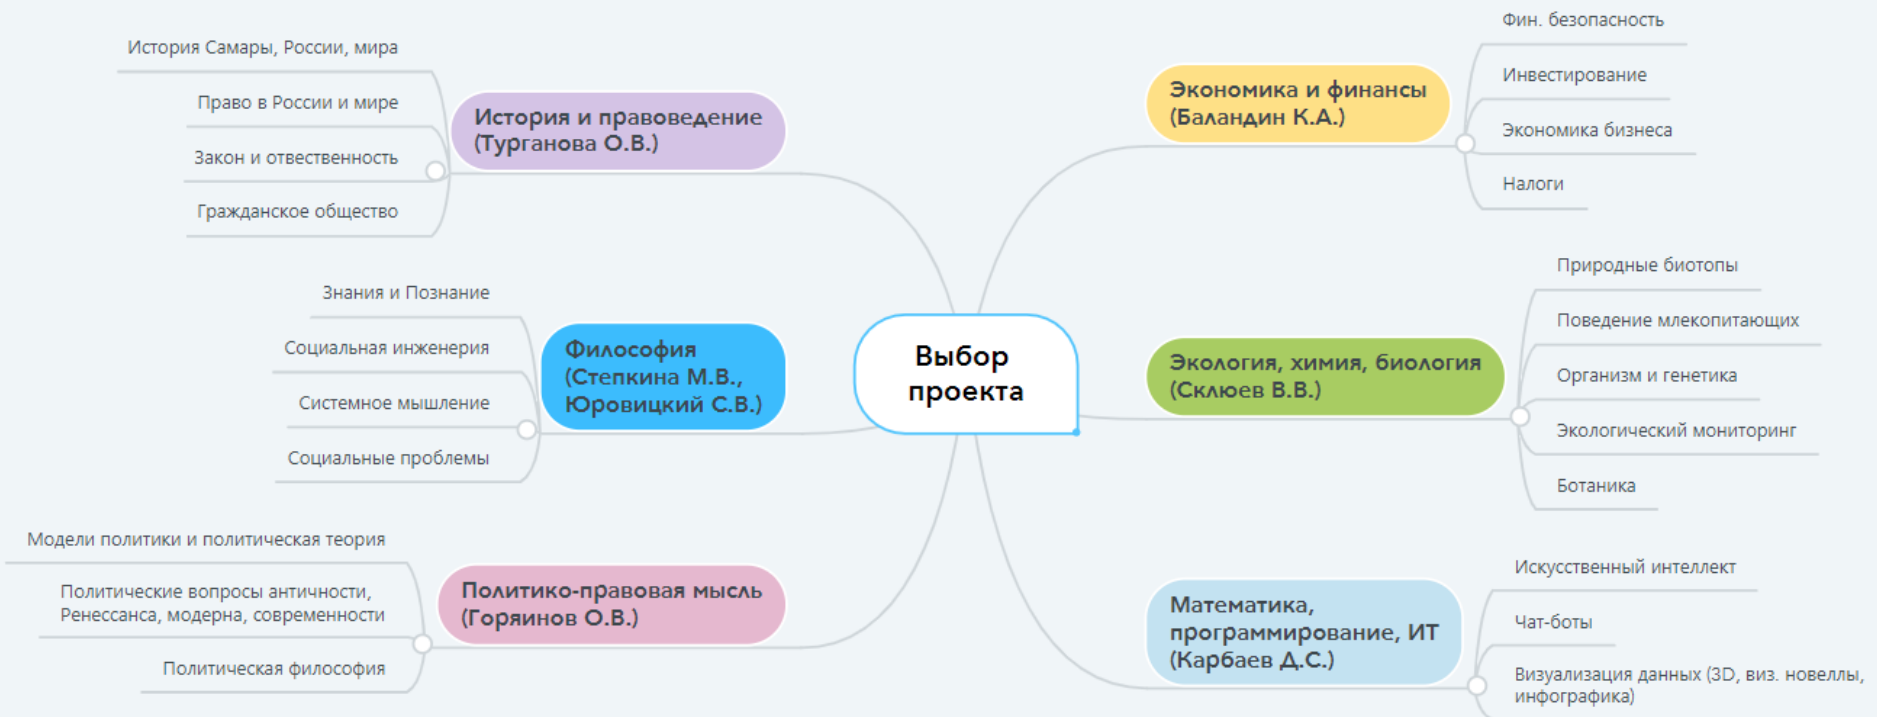 Выбор
проекта
История и правоведение
(Турганова О.В.)
История Самары, России, мира
Право в России и мире
Закон и отвественность
Гражданское общество
Философия
(Степкина М.В.,
Юровицкий С.В.)
Знания и Познание
Социальная инженерия
Системное мышление
Социальные проблемы
Политико-правовая мысль
(Горяинов О.В.)
Модели политики и политическая теория
Политические вопросы античности,
Ренессанса, модерна, современности
Политическая философия
Экономика и финансы
(Баландин К.А.)
Фин. безопасность
Инвестирование
Экономика бизнеса
Налоги
Экология, химия, биология
(Склюев В.В.)
Природные биотопы
Поведение млекопитающих
Организм и генетика
Экологический мониторинг
Ботаника
Математика,
программирование, ИТ
(Карбаев Д.С.)
Искусственный интеллект
Чат-боты
Визуализация данных (3D, виз. новеллы,
инфографика)